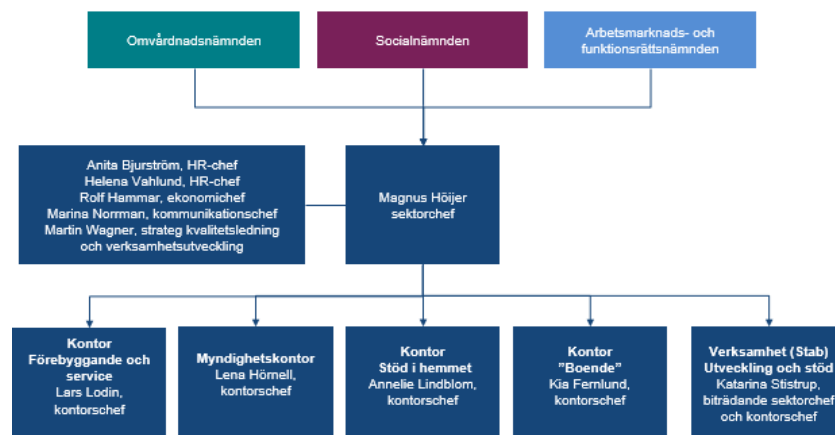 Omvårdnadsnämnden
Socialnämnden
Arbetsmarknads- och
funktionsrättsnämnden
Anita Bjurström, HR-chef
Helena Vahlund, HR-chef
Rolf Hammar, ekonomichef
Marina Norrman, kommunikationschef
Martin Wagner, strateg kvalitetsledning
och verksamhetsutveckling
Magnus Höijer
sektorchef
Kontor
Förebyggande och
service
Lars Lodin,
kontorschef
Myndighetskontor
Lena Hörnell,
kontorschef
Kontor
Stöd i hemmet
Annelie Lindblom,
kontorschef
Kontor
”Boende”
Kia Fernlund,
kontorschef
Verksamhet (Stab)
Utveckling och stöd
Katarina Stistrup,
biträdande sektorchef
och kontorschef